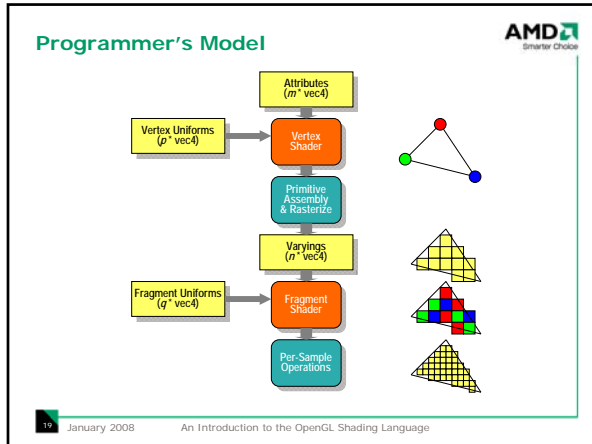 Programmer's Model
AMD
Smarter Choice
Attributes
(m* vec4)
Vertex Uniforms
(p* vec4)
Vertex
Shader
Primitive
Assembly
& Rasterize
Varyings
(n* vec4)
Fragment Uniforms
(q* vec4)
Fragment
Shader
Per-Sample
Operations
19
January 2008
An Introduction to the OpenGL Shading Language